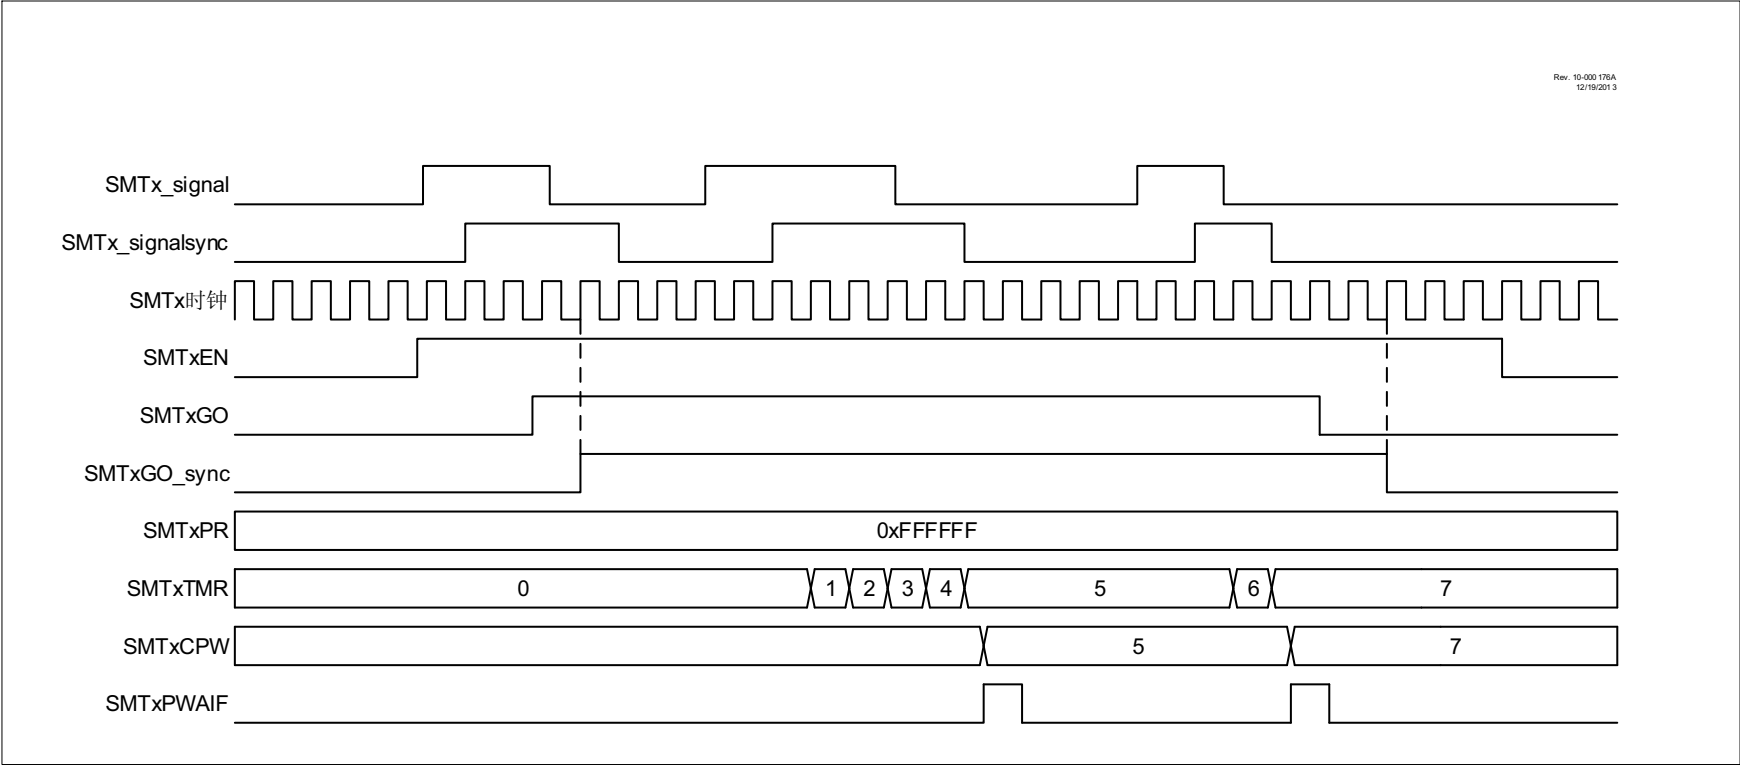 Rev. 10-000 176A
12/19/201 3
SMTx_signal
SMTx_signalsync
SMTx时钟
SMTxEN
SMTxGO
SMTxGO_sync
SMTxPR 0xFFFFFF
SMTxTMR 0 1 2 3 4 5 6 7
SMTxCPW 5 7
SMTxPWAIF